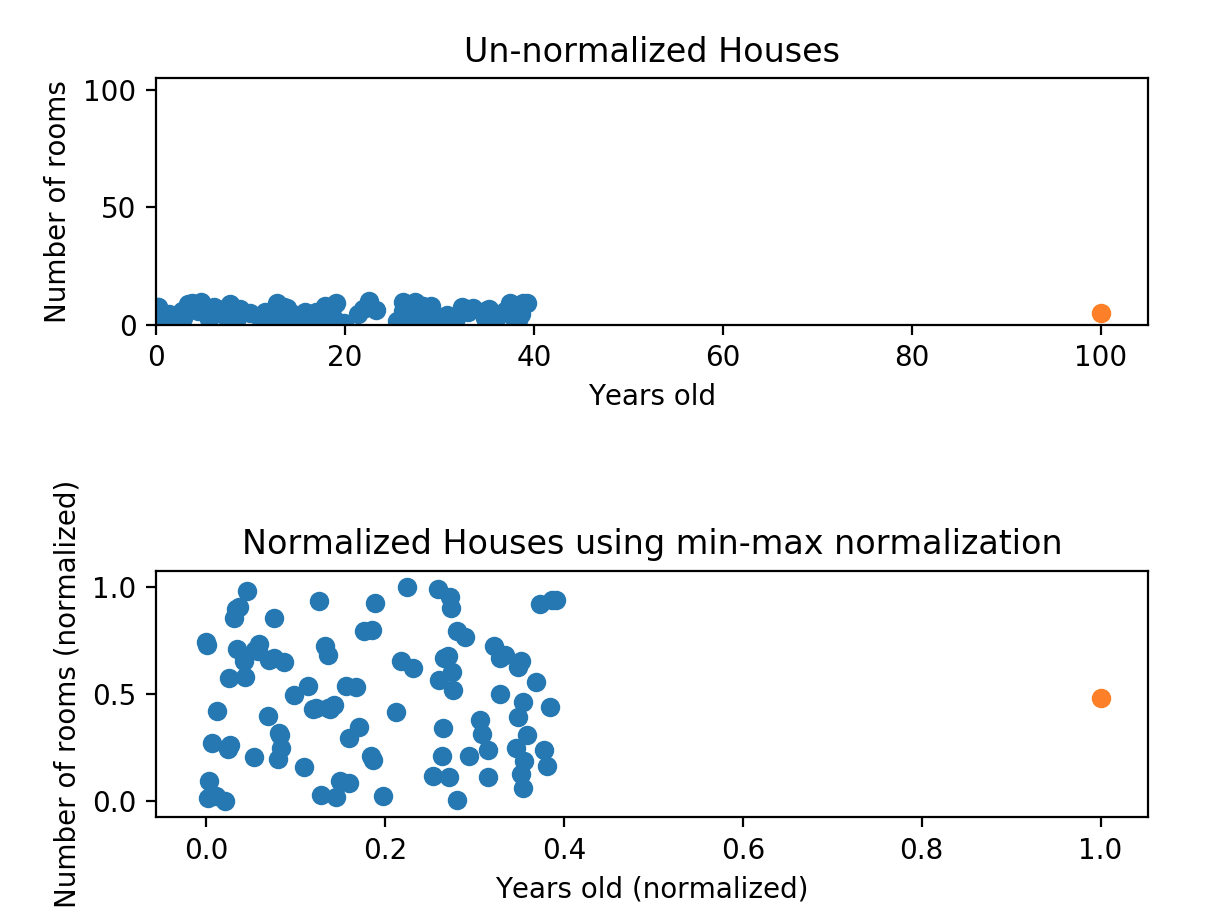 Un-normalized Houses
Number of rooms
100
50
0
0 20 40 60 80 100
Years old
Normalized Houses using min-max normalization
Number of rooms (normalized)
1.0
0.5
0.0
0.0 0.2 0.4 0.6 0.8 1.0
Years old (normalized)